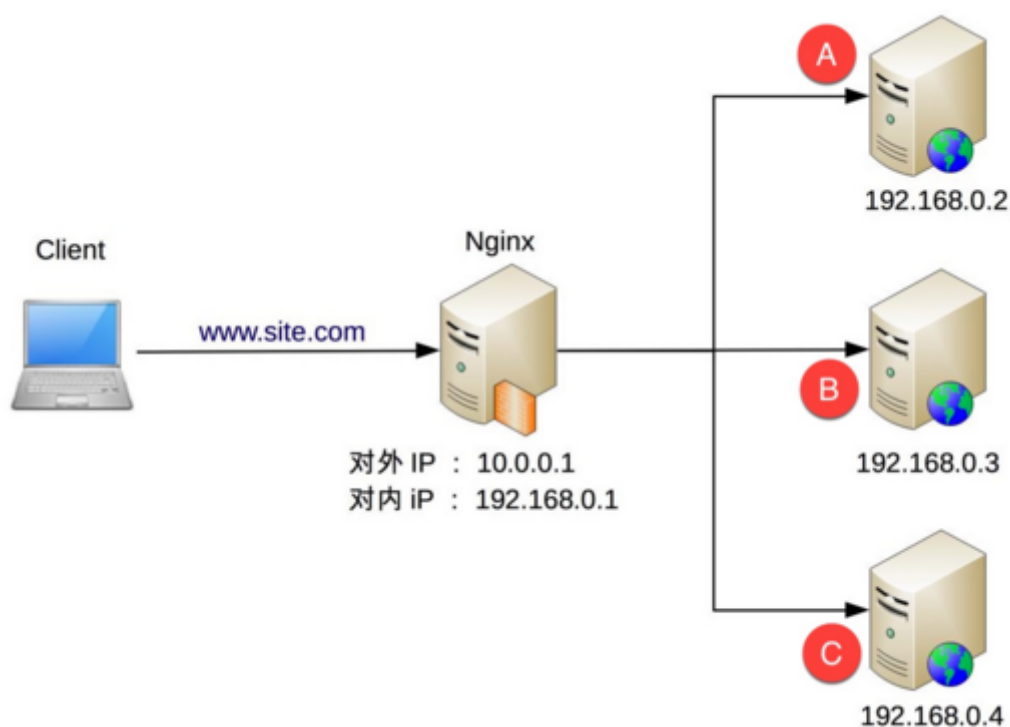 A
192.168.0.2
Client
Nginx
www.site.com
B
对外 IP ： 10.0.0.1
对内 iP ： 192.168.0.1
192.168.0.3
C
192.168.0.4